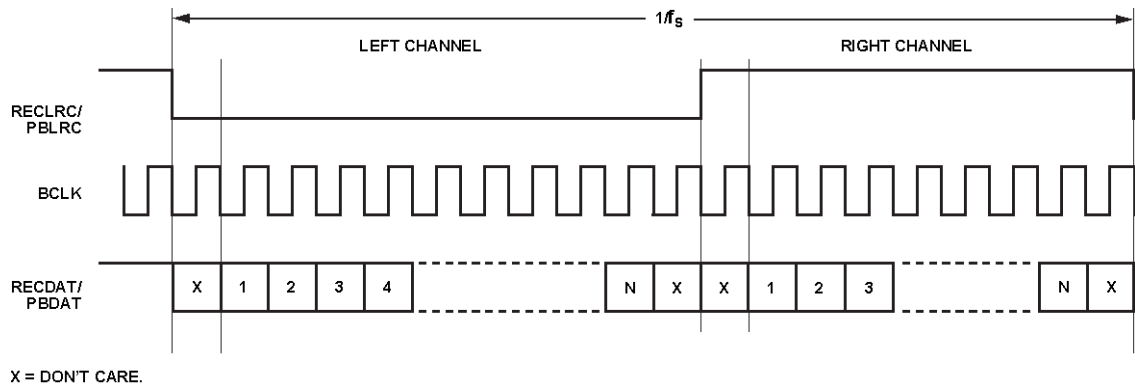 1/fS
LEFT CHANNEL
RIGHT CHANNEL
RECLRC/
PBLRC
BCLK
RECDAT/
PBDAT
X 1 2 3 4 N X X 1 2 3 N X
X = DON'T CARE.